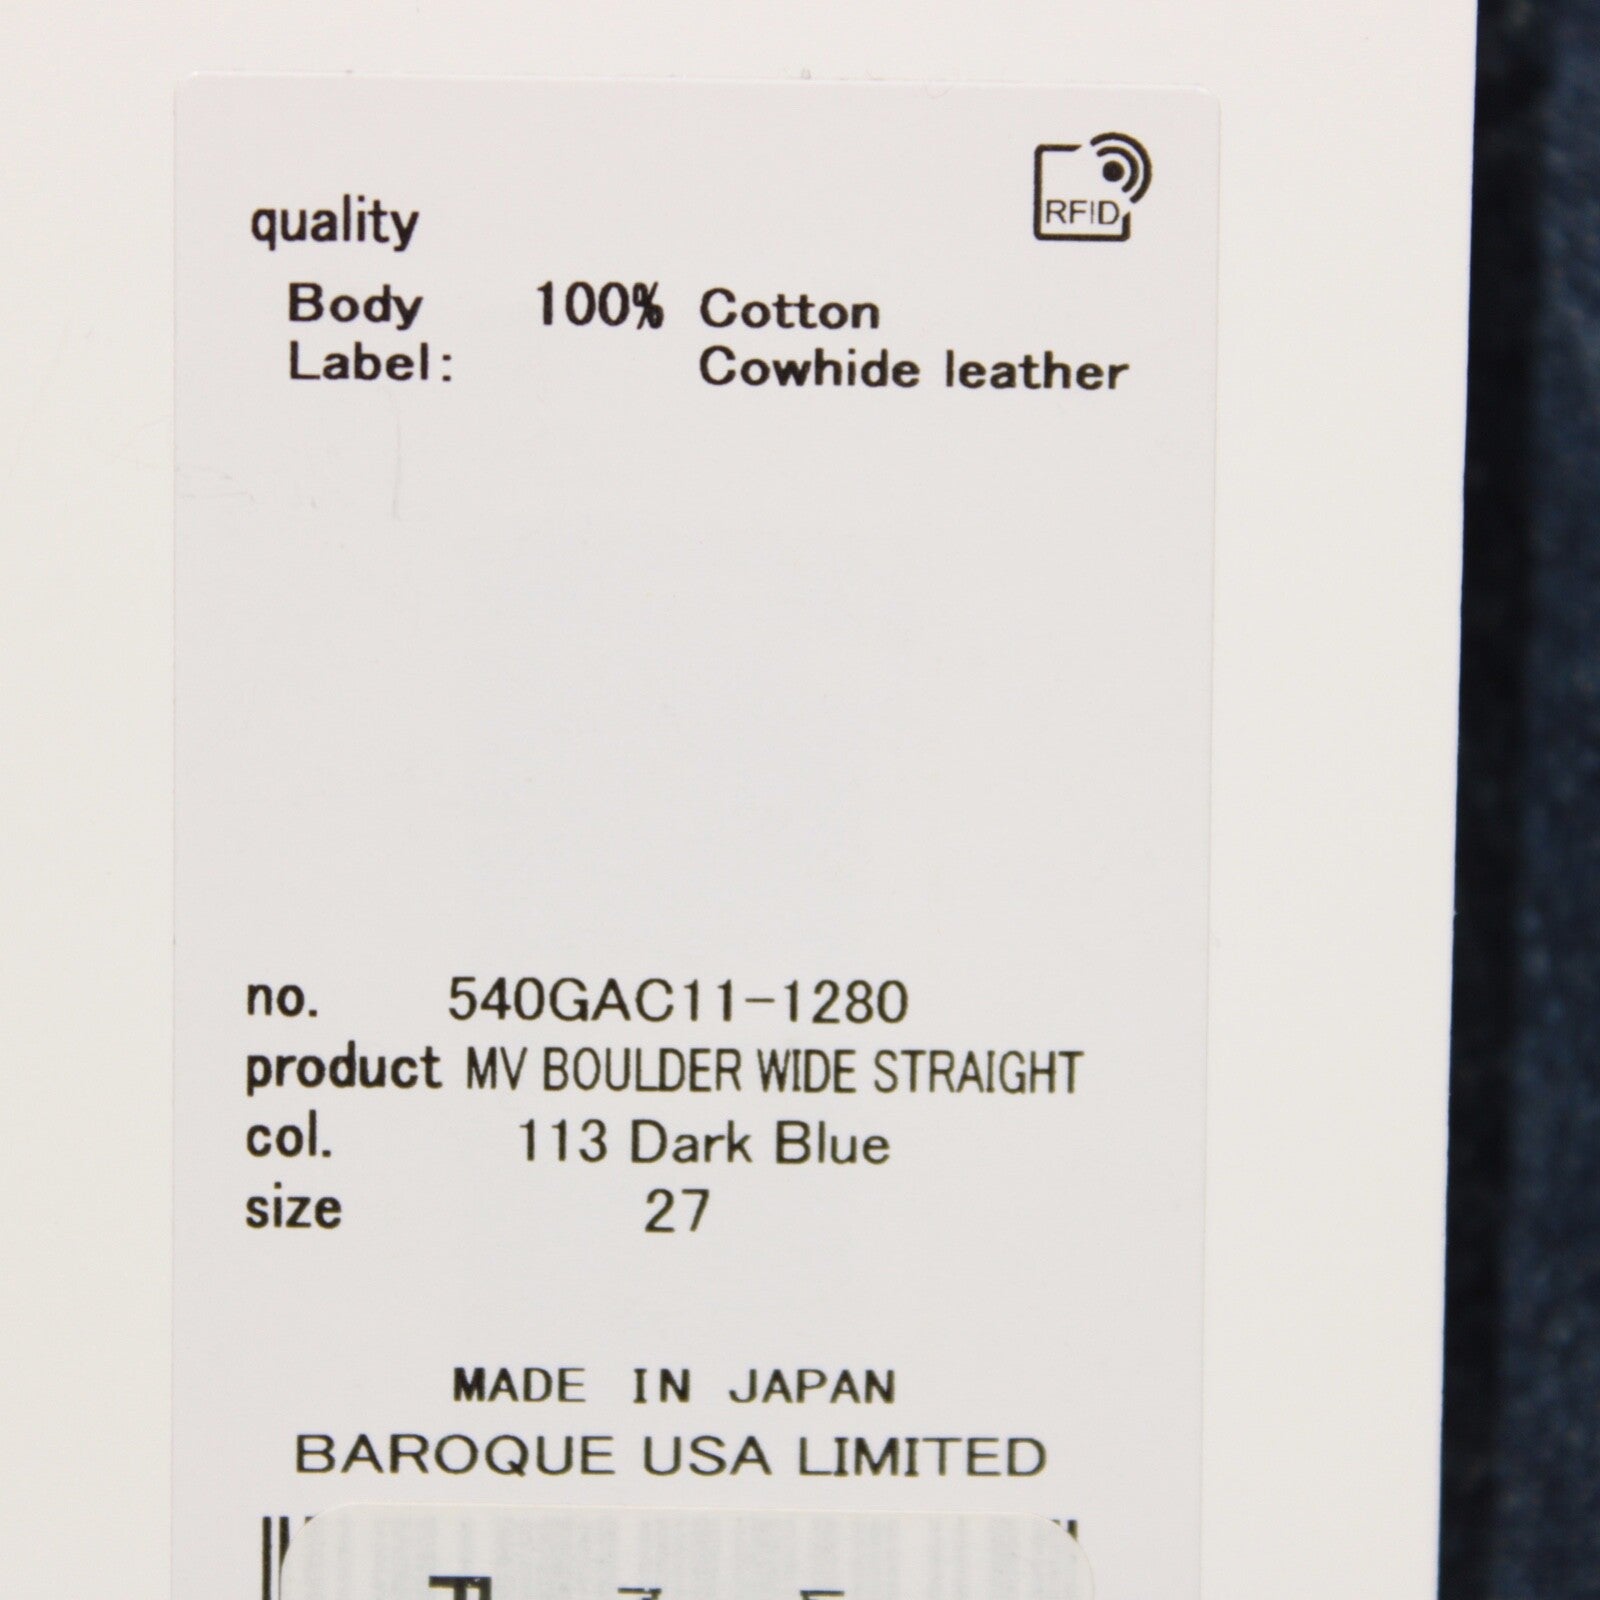 RFID
quality
Body 100% Cotton
Label: Cowhide leather
no. 540GAC11-1280
product MV BOULDER WIDE STRAIGHT
col. 113 Dark Blue
size 27
MADE IN JAPAN
BAROQUE USA LIMITED